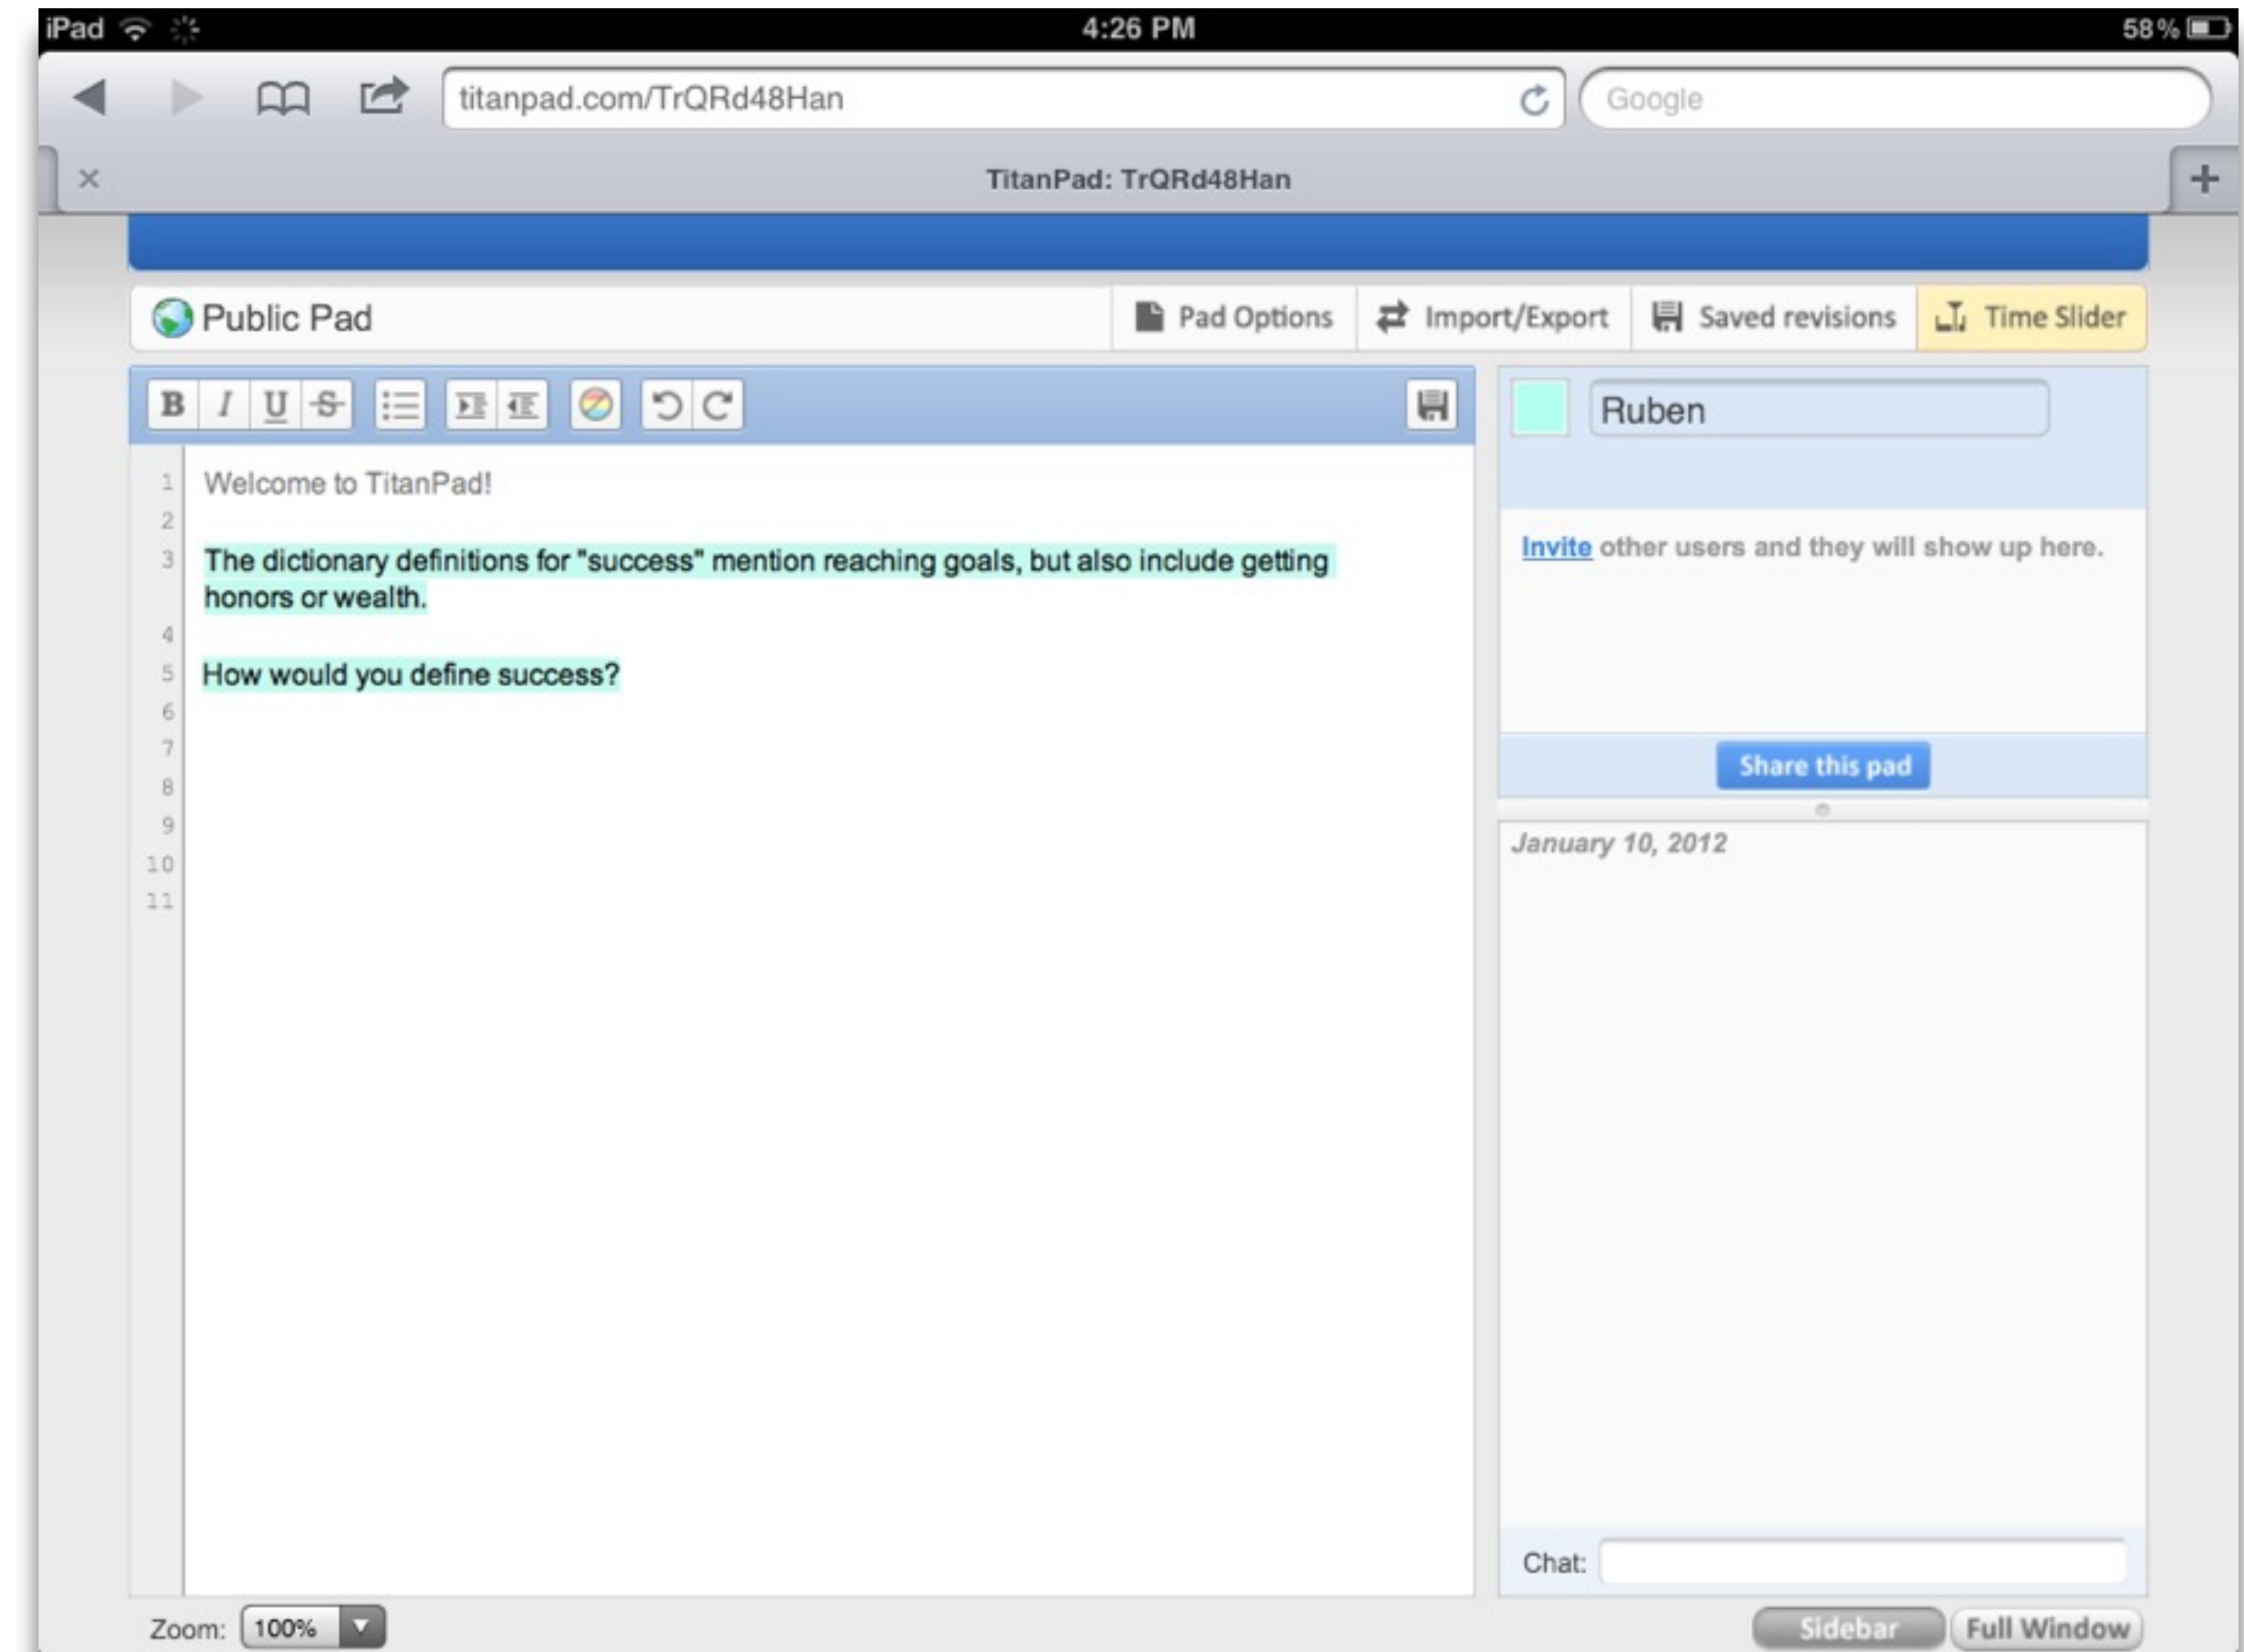 iPad 4:26 PM 58%
titanpad.com/TrQRd48Han Google
TitanPad: TrQRd48Han
Public Pad Pad Options Import/Export Saved revisions Time Slider
B I U S
Ruben
1 Welcome to TitanPad!
2
Invite other users and they will show up here.
3 The dictionary definitions for "success" mention reaching goals, but also include getting
honors or wealth.
4
5 How would you define success?
6
7
Share this pad
8
9
January 10, 2012
10
11
Chat:
Zoom: 100% Sidebar Full Window